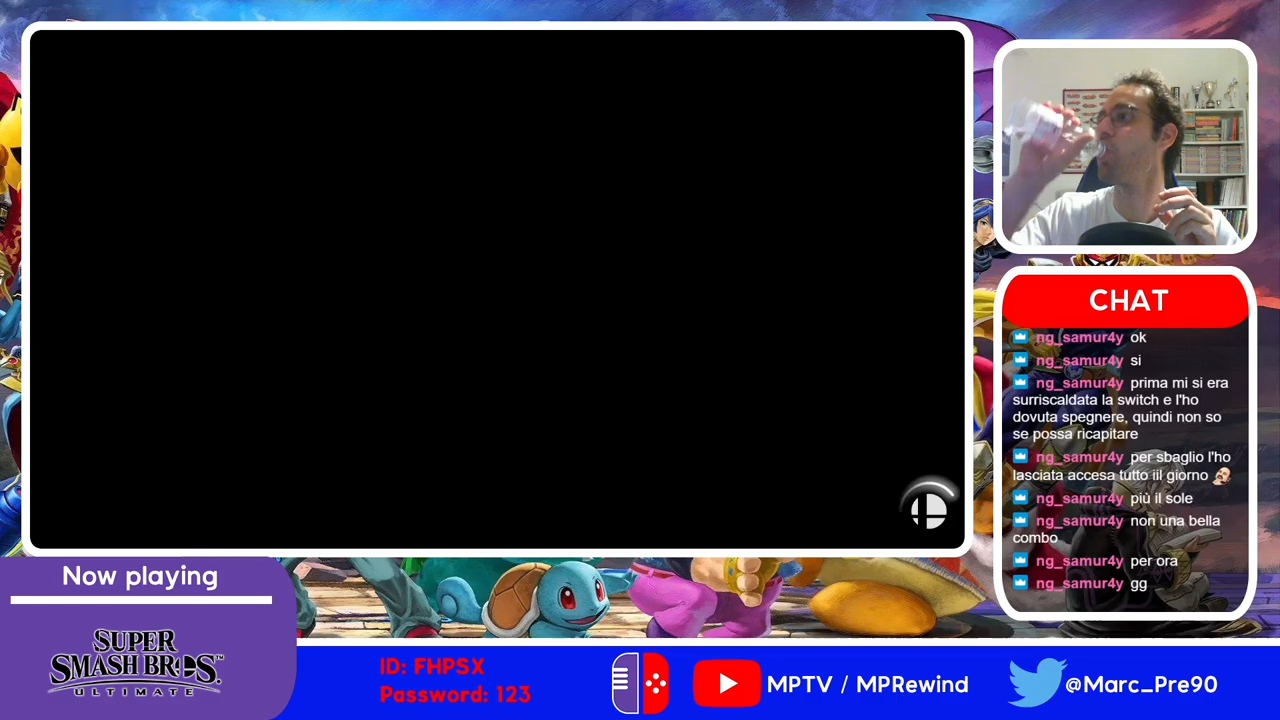 CHAT
ng_samur4y ok
ng_samur4y si
ng_samur4y prima mi si era
surriscaldata la switch e l'ho
dovuta spegnere, quindi non so
se possa ricapitare
ng_samur4y per sbaglio l'ho
lasciata accesa tutto iil giorno
ng_samur4y più il sole
ng_samur4y non una bella
combo
ng_samur4y per ora
ng_samur4y gg
Now playing
SUPER
SMASH BROS.™
ULTIMATE
ID: FHPSX
Password: 123
MPTV / MPRewind
@Marc_Pre90